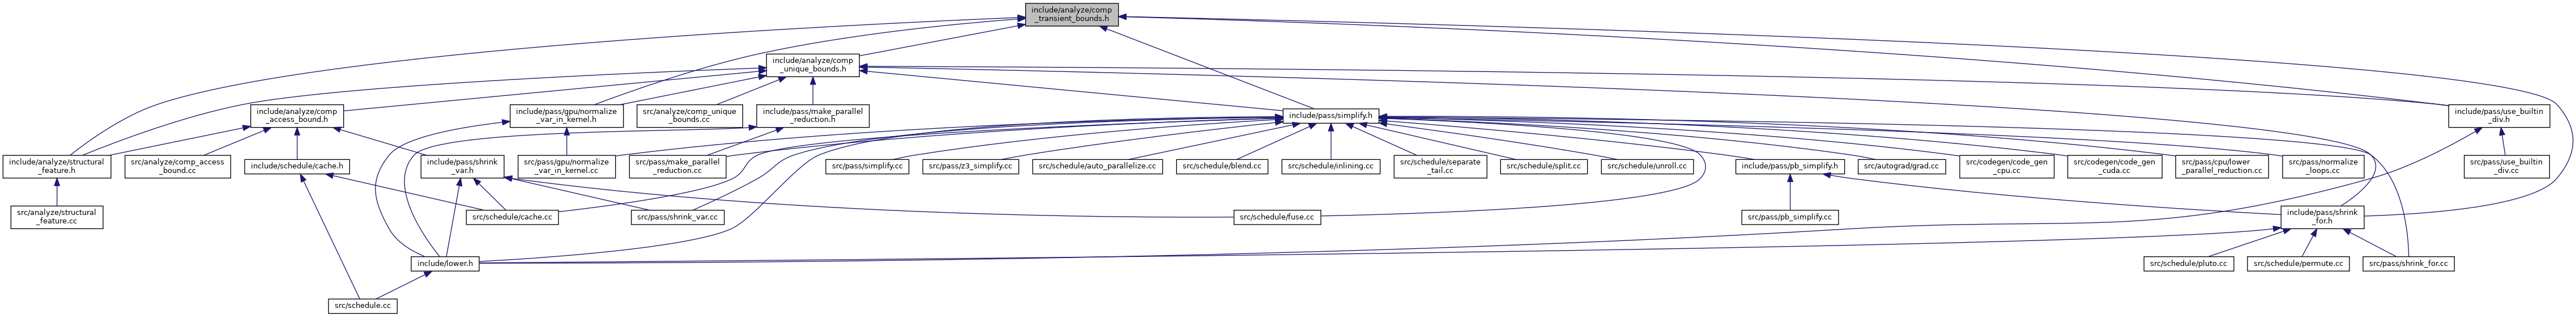 include/analyze/comp
_transient_bounds.h
include/analyze/comp
_unique_bounds.h
include/analyze/comp
_access_bound.h
include/pass/gpu/normalize
_var_in_kernel.h
src/analyze/comp_unique
_bounds.cc
include/pass/make_parallel
_reduction.h
include/pass/simplify.h
include/pass/use_builtin
_div.h
include/analyze/structural
_feature.h
src/analyze/comp_access
_bound.cc
include/schedule/cache.h
include/pass/shrink
_var.h
src/pass/gpu/normalize
_var_in_kernel.cc
src/pass/make_parallel
_reduction.cc
src/pass/simplify.cc
src/pass/z3_simplify.cc
src/schedule/auto_parallelize.cc
src/schedule/blend.cc
src/schedule/inlining.cc
src/schedule/separate
_tail.cc
src/schedule/split.cc
src/schedule/unroll.cc
include/pass/pb_simplify.h
src/autograd/grad.cc
src/codegen/code_gen
_cpu.cc
src/codegen/code_gen
_cuda.cc
src/pass/cpu/lower
_parallel_reduction.cc
src/pass/normalize
_loops.cc
src/pass/use_builtin
_div.cc
src/analyze/structural
_feature.cc
src/schedule/cache.cc
src/pass/shrink_var.cc
src/schedule/fuse.cc
src/pass/pb_simplify.cc
include/pass/shrink
_for.h
include/lower.h
src/schedule/pluto.cc
src/schedule/permute.cc
src/pass/shrink_for.cc
src/schedule.cc